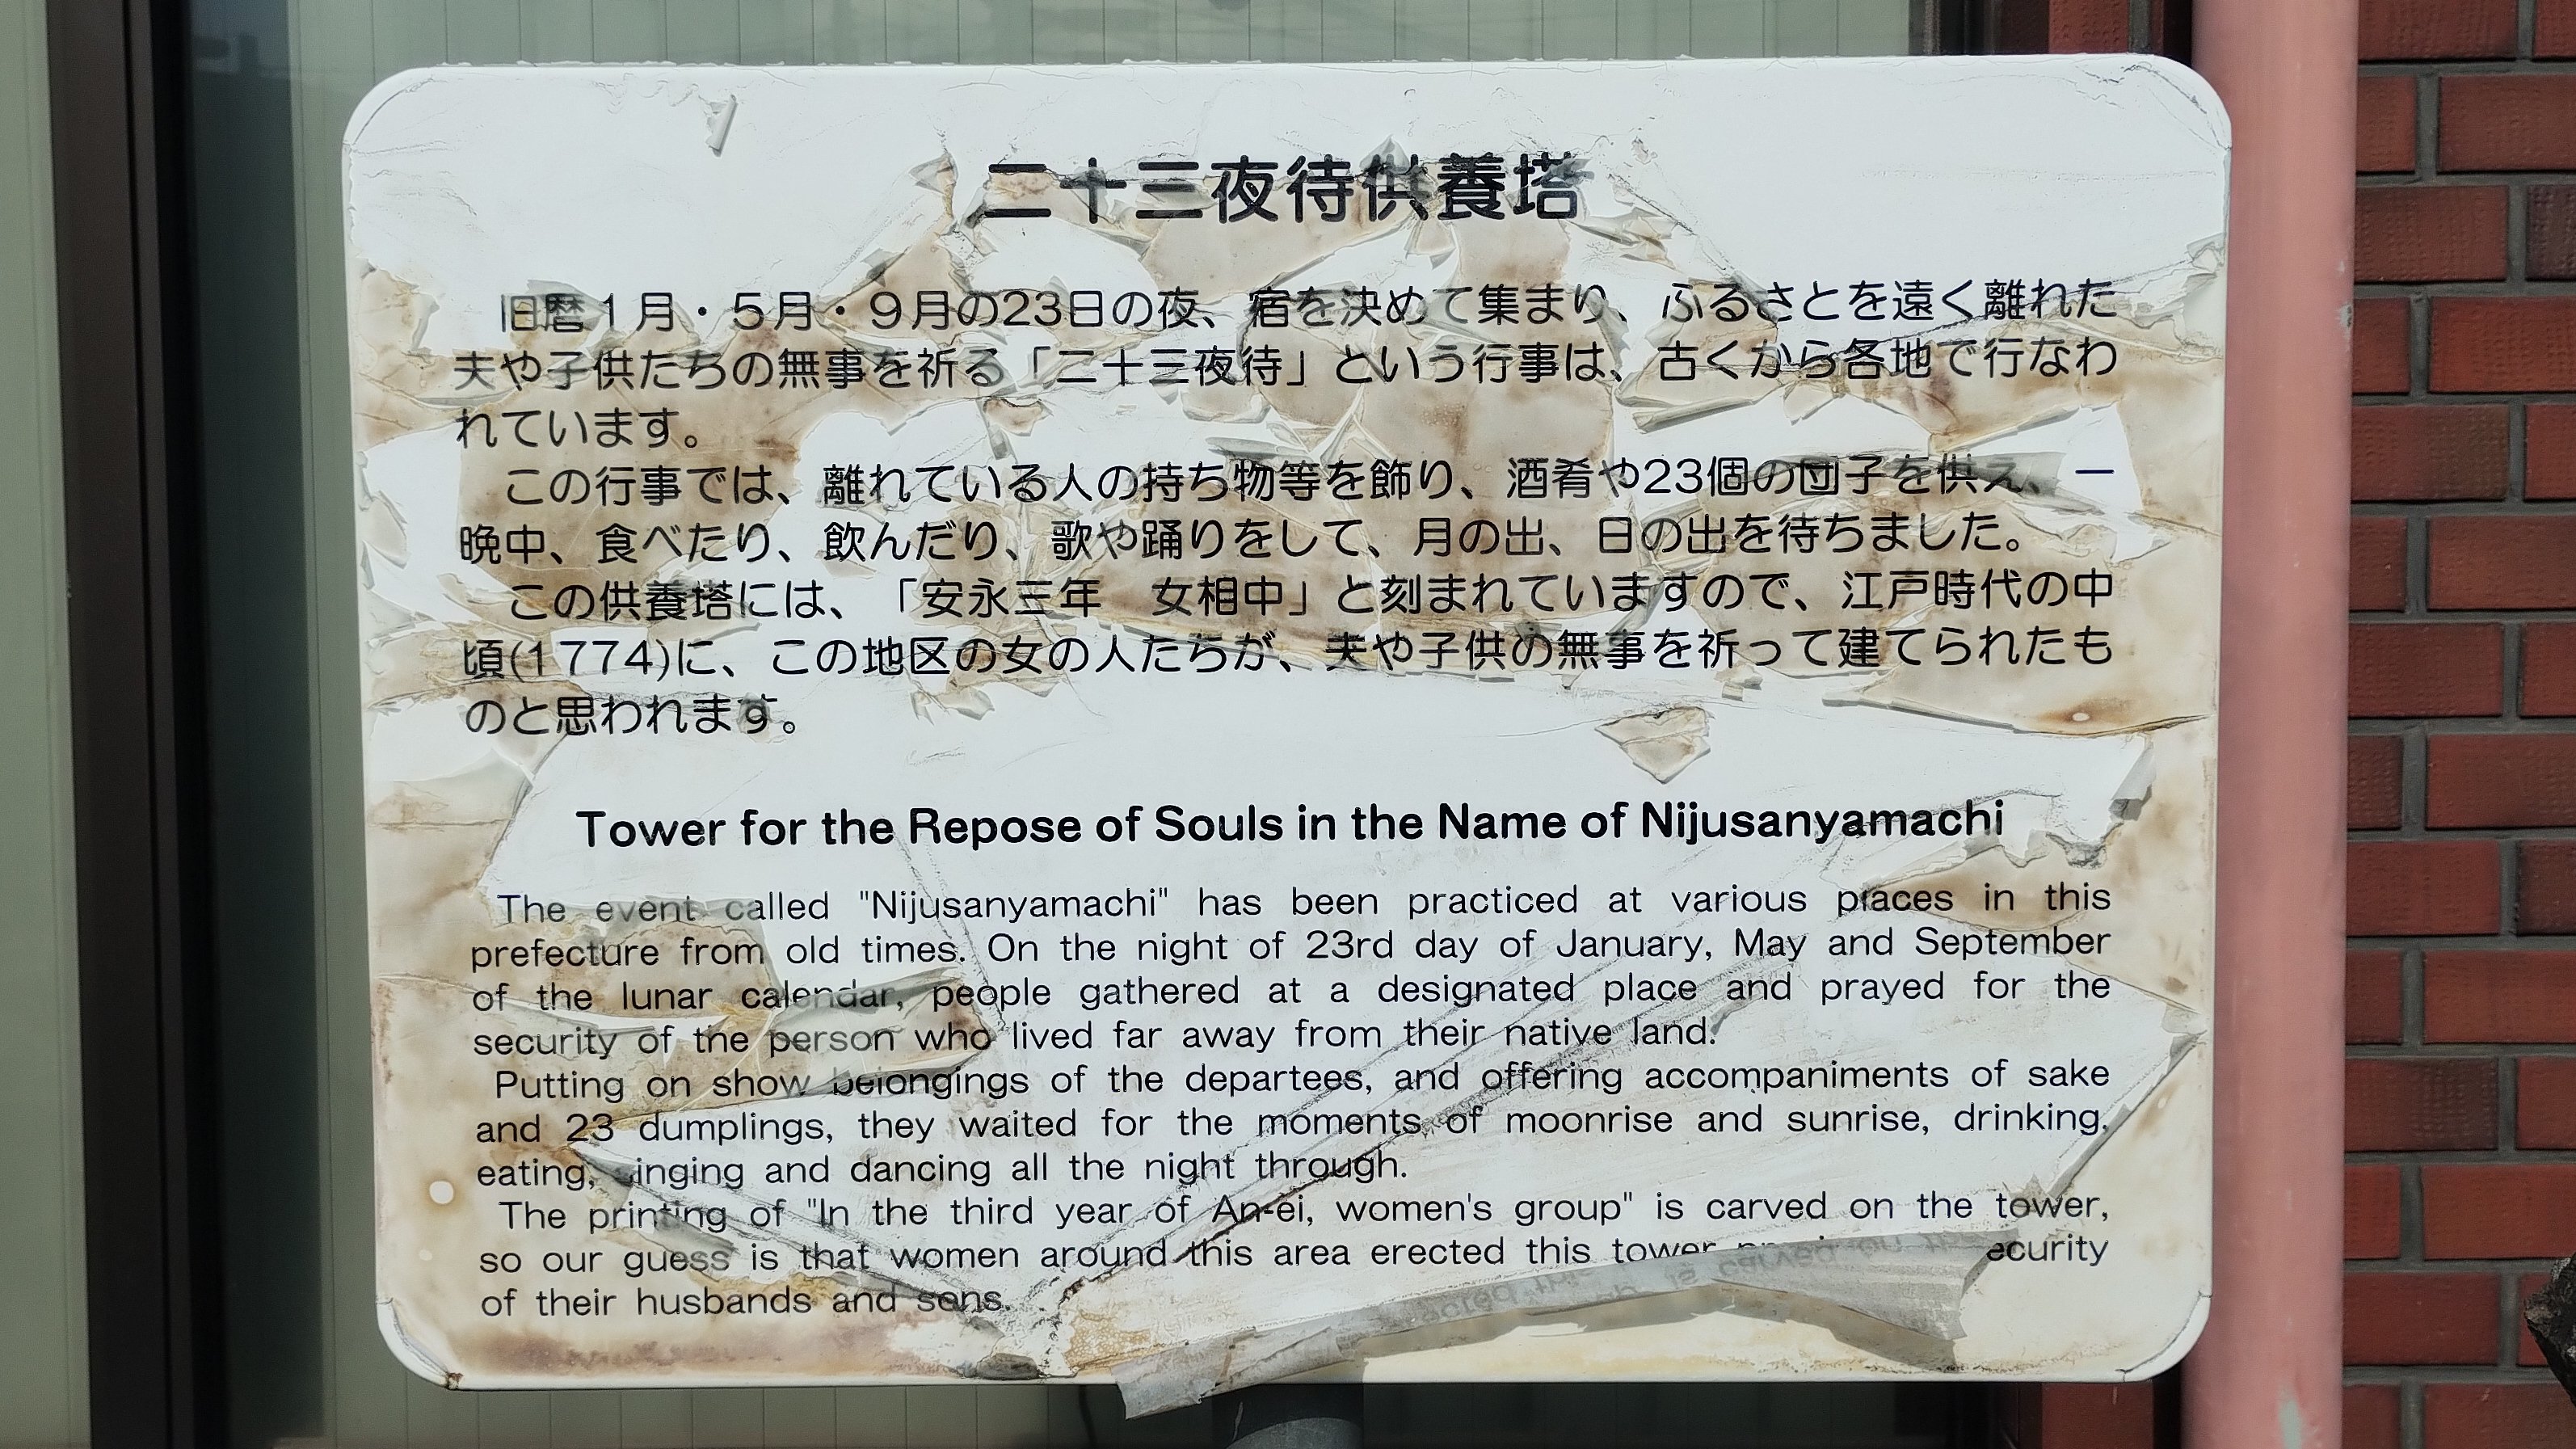 二十三夜待供養塔
旧暦1月・5月・9月の23日の夜、宿を決めて集まり、ふるさとを遠く離れた
夫や子供たちの無事を祈る「二十三夜待」という行事は、古くから各地で行なわ
れています。
この行事では、離れている人の持ち物等を飾り、酒肴や23個の団子を供え、一
晩中、食べたり、飲んだり、歌や踊りをして、月の出、日の出を待ちました。
この供養塔には、「安永三年　女相中」と刻まれていますので、江戸時代の中
頃(1774)に、この地区の女の人たちが、夫や子供の無事を祈って建てられたも
のと思われます。
Tower for the Repose of Souls in the Name of Nijusanyamachi
The event called "Nijusanyamachi" has been practiced at various places in this
prefecture from old times. On the night of 23rd day of January, May and September
of the lunar calendar, people gathered at a designated place and prayed for the
security of the person who lived far away from their native land.
Putting on show belongings of the departees, and offering accompaniments of sake
and 23 dumplings, they waited for the moments of moonrise and sunrise, drinking,
eating, singing and dancing all the night through.
The printing of "In the third year of An-ei, women's group" is carved on the tower,
so our guess is that women around this area erected this tower security
of their husbands and sons.